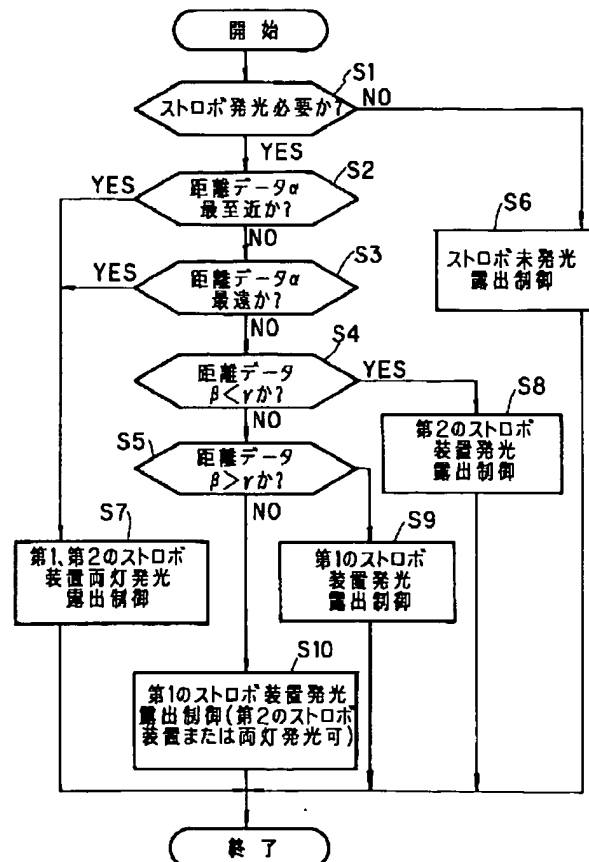 開始
S1
ストロボ発光必要か?
NO
YES
S2
YES
距離データα
最至近か?
NO
S6
ストロボ未発光
露出制御
S3
YES
距離データα
最遠か?
NO
S4
距離データ
β<γか?
YES
NO
S8
第2のストロボ
装置発光
露出制御
S5
距離データ
β>γか?
NO
S7
第1、第2のストロボ
装置両灯発光
露出制御
S9
第1のストロボ
装置発光
露出制御
S10
第1のストロボ装置発光
露出制御(第2のストロボ
装置または両灯発光可)
終了